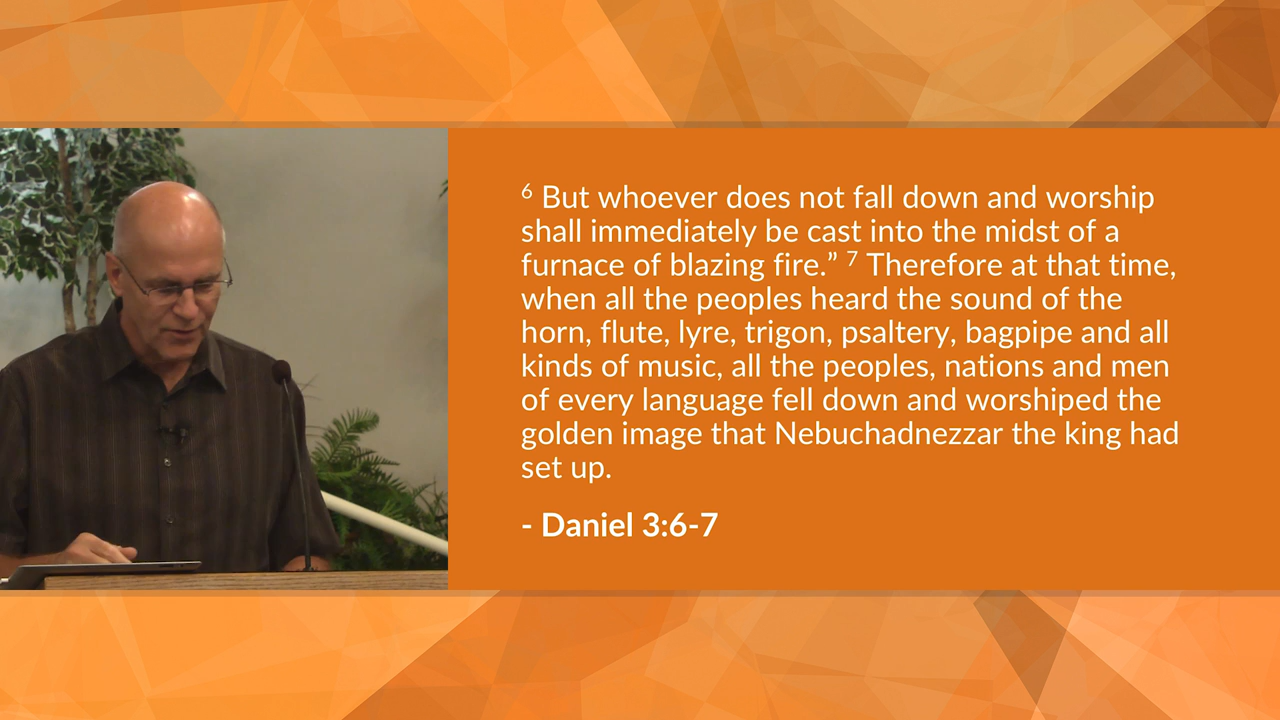 ⁶ But whoever does not fall down and worship
shall immediately be cast into the midst of a
furnace of blazing fire.” ⁷ Therefore at that time,
when all the peoples heard the sound of the
horn, flute, lyre, trigon, psaltery, bagpipe and all
kinds of music, all the peoples, nations and men
of every language fell down and worshiped the
golden image that Nebuchadnezzar the king had
set up.
- Daniel 3:6-7